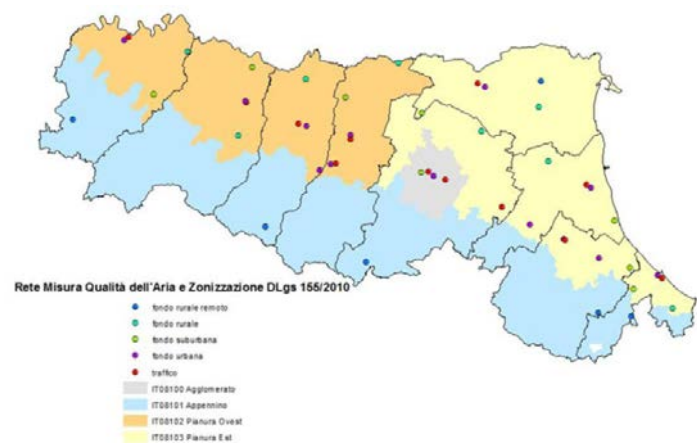 Rete Misura Qualità dell'Aria e Zonizzazione DLgs 155/2010
fondo rurale remoto
fondo rurale
fondo suburbana
fondo urbana
traffico
IT08100 Agglomerato
IT08101 Appennino
IT08102 Pianura Ovest
IT08103 Pianura Est